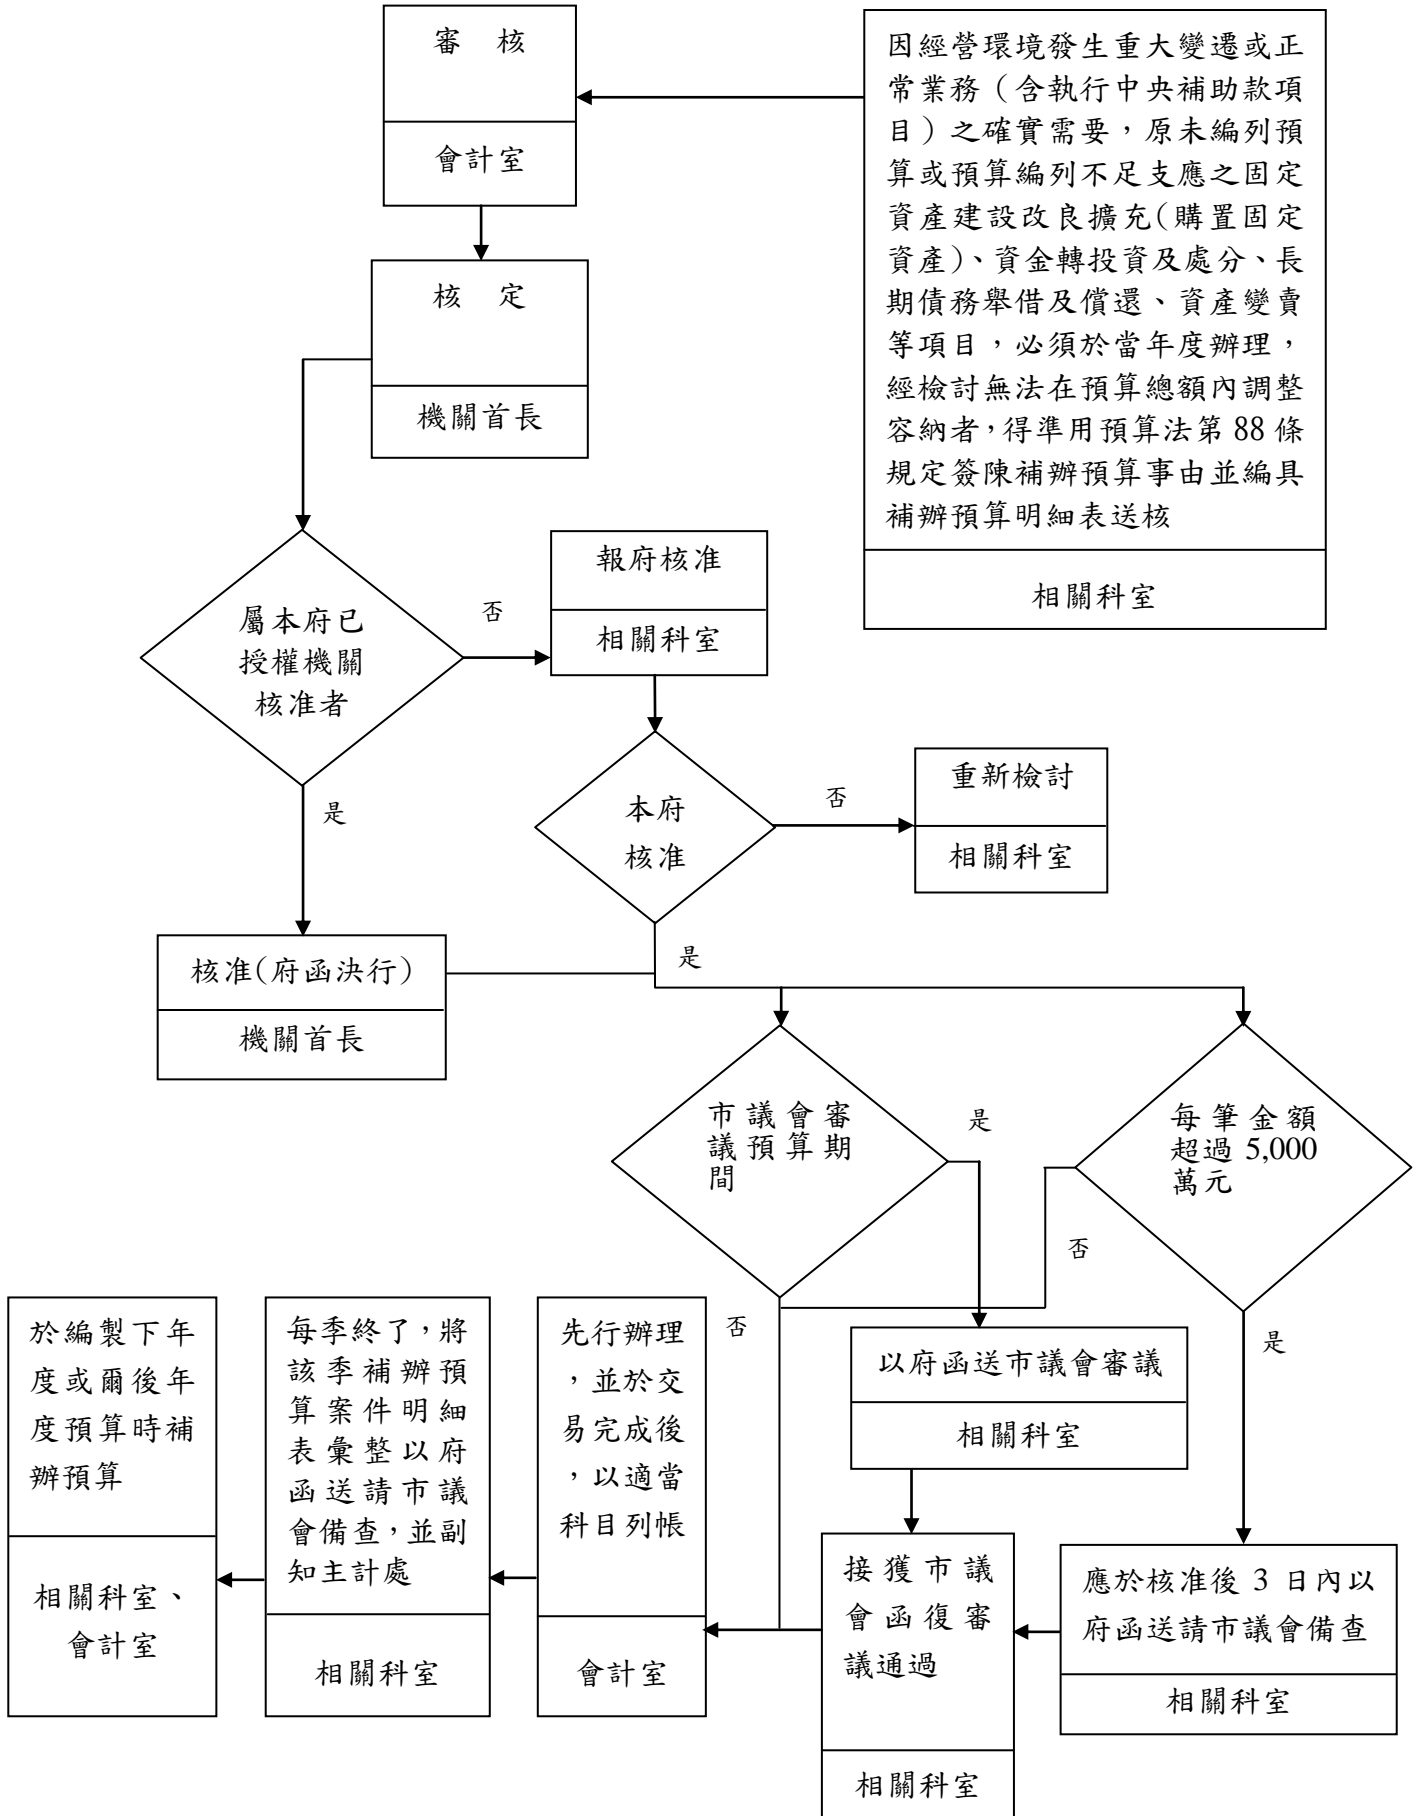 審　核
會計室
因經營環境發生重大變遷或正
常業務（含執行中央補助款項
目）之確實需要，原未編列預
算或預算編列不足支應之固定
資產建設改良擴充(購置固定
資產)、資金轉投資及處分、長
期債務舉借及償還、資產變賣
等項目，必須於當年度辦理，
經檢討無法在預算總額內調整
容納者，得準用預算法第 88 條
規定簽陳補辦預算事由並編具
補辦預算明細表送核
相關科室
核　定
機關首長
屬本府已
授權機關
核准者
否
報府核准
相關科室
是
本府
核准
否
重新檢討
相關科室
是
核准(府函決行)
機關首長
市議會審
議預算期
間
是
否
每筆金額
超過 5,000
萬元
否
是
以府函送市議會審議
相關科室
應於核准後 3 日內以
府函送請市議會備查
相關科室
接獲市議
會函復審
議通過
相關科室
先行辦理
，並於交
易完成後
，以適當
科目列帳
會計室
每季終了，將
該季補辦預
算案件明細
表彙整以府
函送請市議
會備查，並副
知主計處
相關科室
於編製下年
度或爾後年
度預算時補
辦預算
相關科室、
會計室